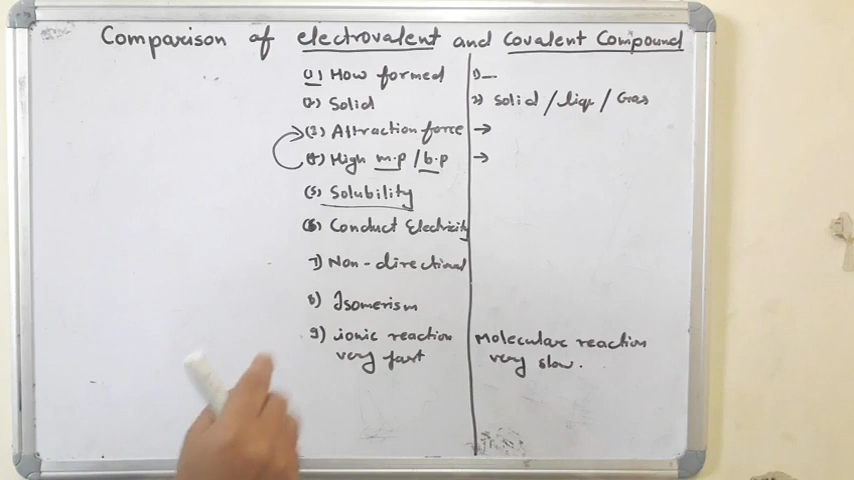 Comparison of electrovalent and covalent Compound
(1) How formed 1)—
(2) Solid 2) Solid / liq. / Gas
(3) Attraction force →
(4) High m.p / b.p →
(5) Solubility
(6) Conduct Electricity
7) Non-directional
8) Isomerism
9) ionic reaction Molecular reaction
very fast very slow.